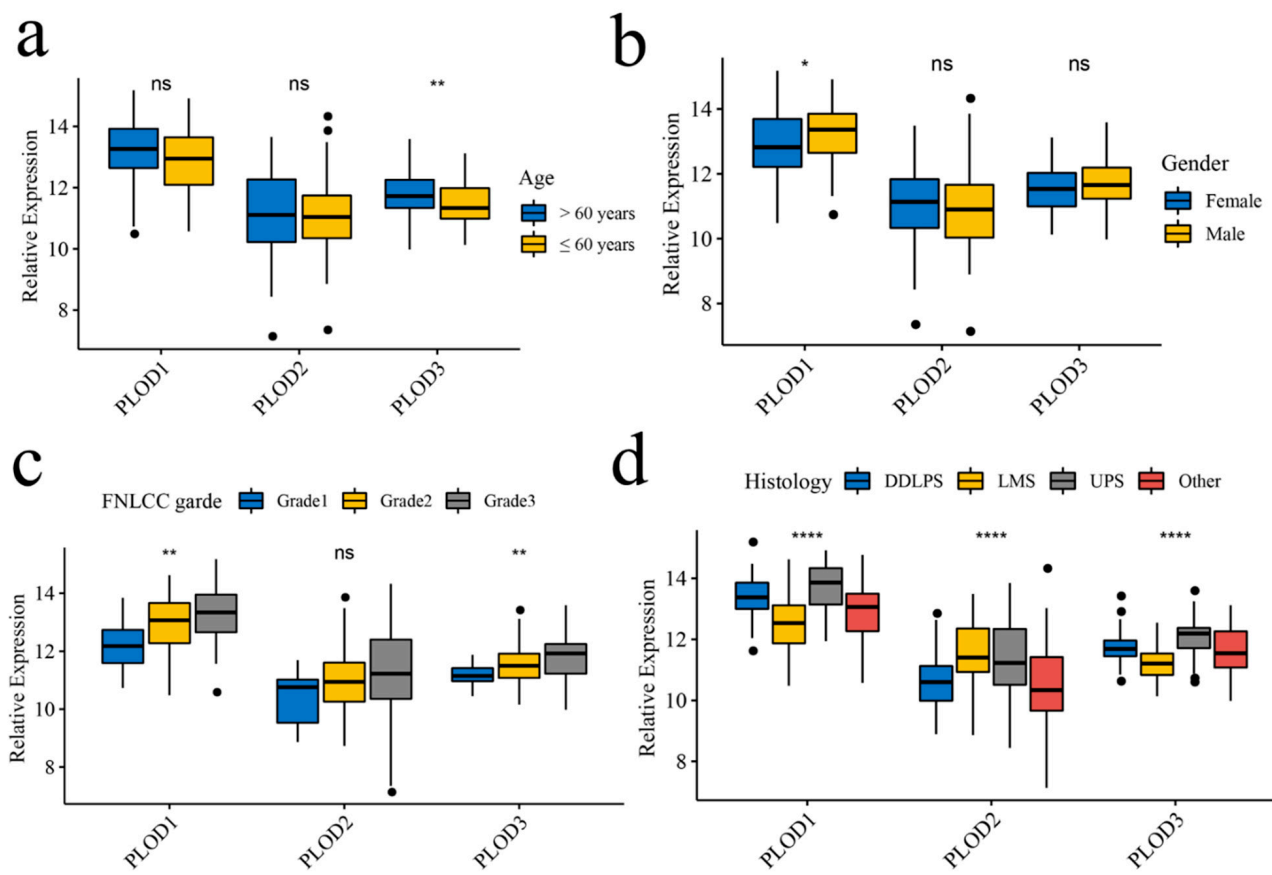 a
ns
ns
**
14
12
10
8
Relative Expression
PLOD1
PLOD2
PLOD3
Age
> 60 years
≤ 60 years
b
*
ns
ns
14
12
10
8
Relative Expression
PLOD1
PLOD2
PLOD3
Gender
Female
Male
c
FNLCC garde Grade1 Grade2 Grade3
**
ns
**
14
12
10
8
Relative Expression
PLOD1
PLOD2
PLOD3
d
Histology DDLPS LMS UPS Other
****
****
****
14
12
10
8
Relative Expression
PLOD1
PLOD2
PLOD3